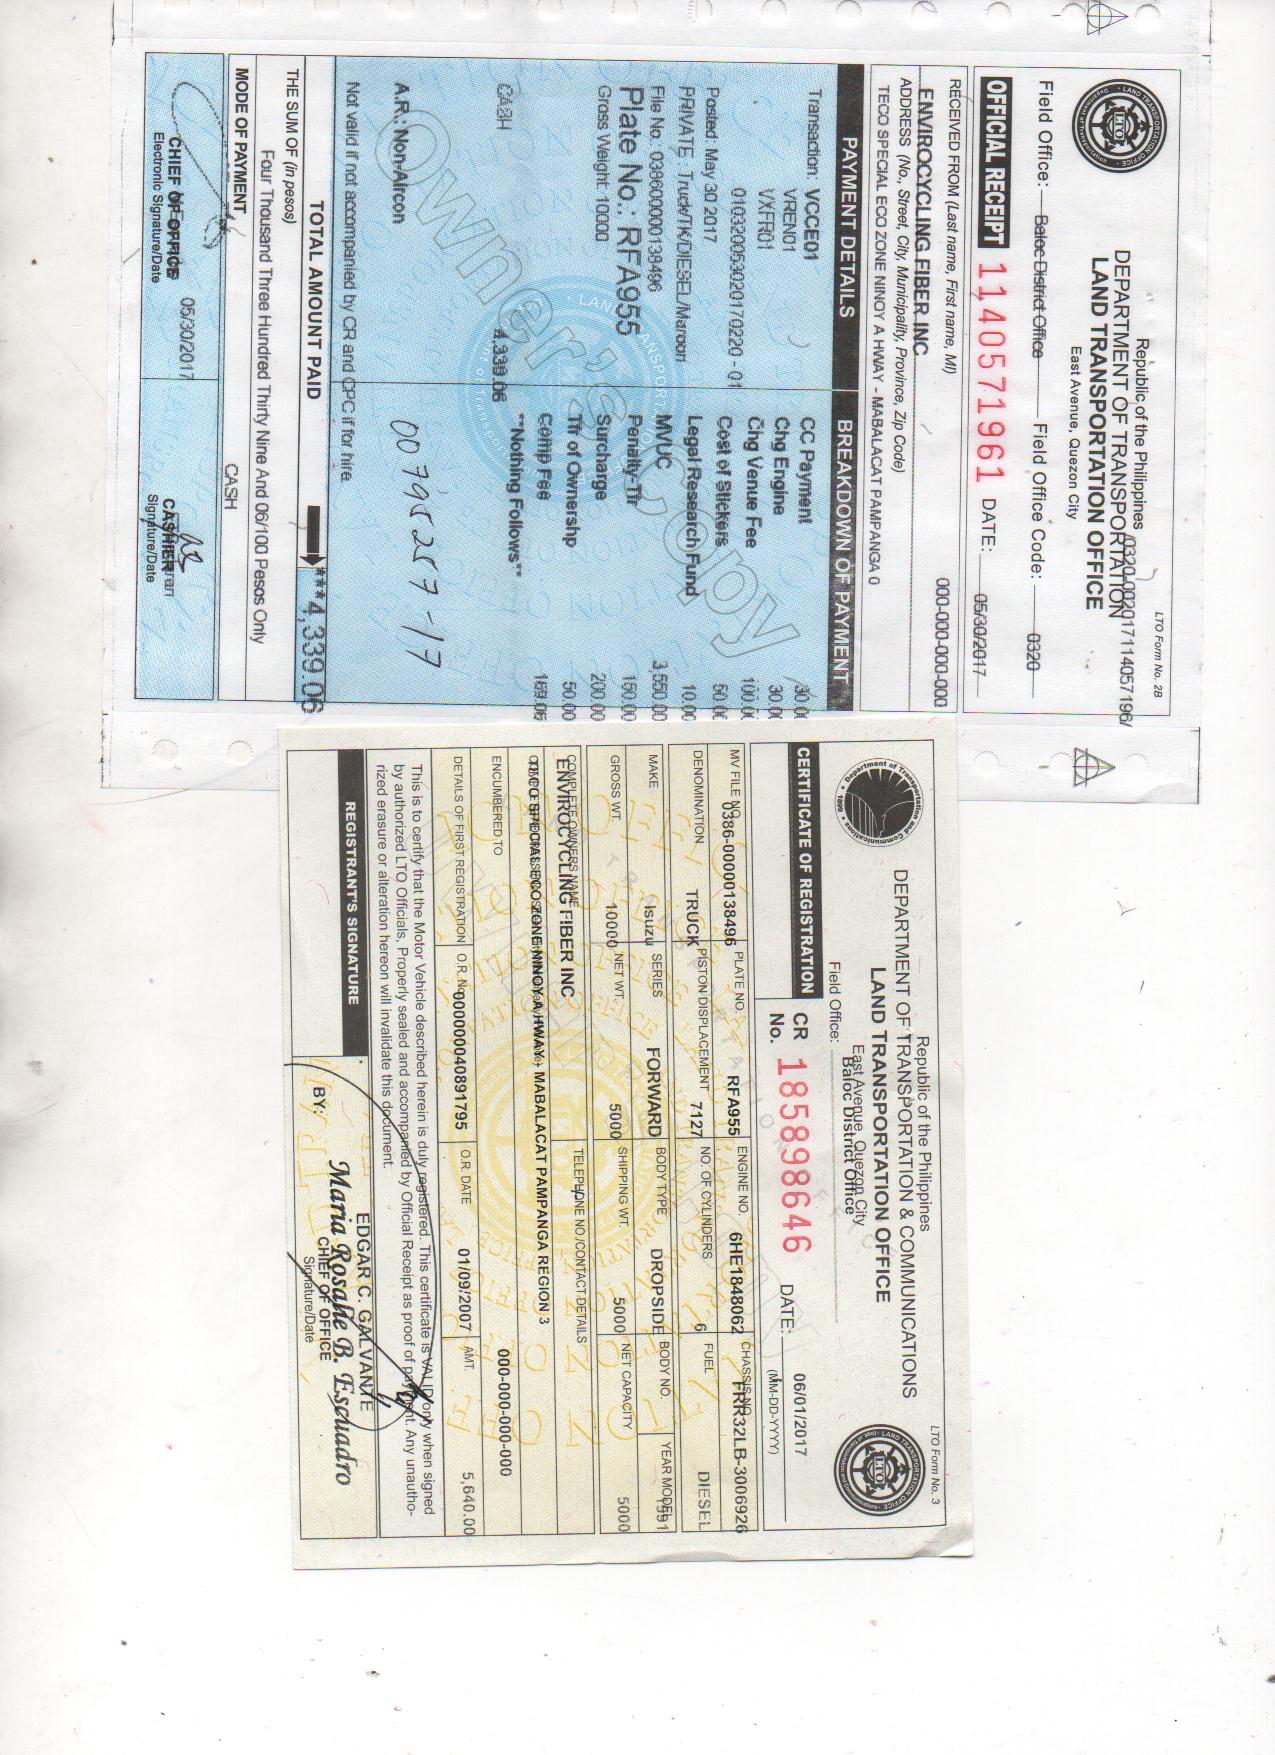 LTO Form No. 2B
Republic of the Philippines
/0320-002017114057196/
DEPARTMENT OF TRANSPORTATION
LAND TRANSPORTATION OFFICE
East Avenue, Quezon City
Field Office: Baloc District Office Field Office Code: 0320
OFFICIAL RECEIPT 1140571961 DATE: 05/30/2017
RECEIVED FROM (Last name, First name, MI) 000-000-000-000
ENVIROCYCLING FIBER INC
ADDRESS (No., Street, City, Municipality, Province, Zip Code)
TECO SPECIAL ECO ZONE NINOY A HWAY - MABALACAT PAMPANGA 0
PAYMENT DETAILS
Transaction: VCCE01
VREN01
VXFR01
010320053020170220 - 01
Posted: May 30 2017
PRIVATE : Truck/TK/DIESEL/Maroon
File No.: 038600000138496
Plate No.: RFA955
Gross Weight: 10000
CASH 4,339.06
A.R.: Non-Aircon
BREAKDOWN OF PAYMENT
CC Payment 30.00
Chg Engine 30.00
Chg Venue Fee 100.00
Cost of Stickers 50.00
Legal Research Fund 10.00
MVUC 3,550.00
Penalty-Tfr 150.00
Surcharge 200.00
Tfr of Ownershp 50.00
Comp Fee 169.06
**Nothing Follows**
00795257-17
Owner's Copy
Not valid if not accompanied by CR and CPC if for hire.
TOTAL AMOUNT PAID ***4,339.06
THE SUM OF (in pesos)
Four Thousand Three Hundred Thirty Nine And 06/100 Pesos Only
MODE OF PAYMENT CASH
05/30/2017
CHIEF OF OFFICE
Electronic Signature/Date
CASHIER
Signature/Date
LTO Form No. 3
Republic of the Philippines
DEPARTMENT OF TRANSPORTATION & COMMUNICATIONS
LAND TRANSPORTATION OFFICE
East Avenue, Quezon City
Field Office: Baloc District Office
CERTIFICATE OF REGISTRATION CR No. 185898646 DATE: 06/01/2017
(MM-DD-YYYY)
MV FILE NO. 0386-00000138496 PLATE NO. RFA955 ENGINE NO. 6HE1848062 CHASSIS NO. FRR32LB-3006926
DENOMINATION TRUCK PISTON DISPLACEMENT 7127 NO. OF CYLINDERS 6 FUEL DIESEL
MAKE Isuzu SERIES FORWARD BODY TYPE DROPSIDE BODY NO. YEAR MODEL 1991
GROSS WT. 10000 NET WT. 5000 SHIPPING WT. 5000 NET CAPACITY 5000
COMPLETE OWNERS NAME TELEPHONE NO./CONTACT DETAILS
ENVIROCYCLING FIBER INC
TECO SPECIAL ECO ZONE NINOY A HWAY - MABALACAT PAMPANGA REGION 3
ENCUMBERED TO 000-000-000-000
DETAILS OF FIRST REGISTRATION O.R. No. 000000040891795 O.R. DATE 01/09/2007 AMT. 5,640.00
This is to certify that the Motor Vehicle described herein is duly registered. This certificate is VALID only when signed
by authorized LTO Officials, Properly sealed and accompanied by Official Receipt as proof of payment. Any unautho-
rized erasure or alteration hereon will invalidate this document.
REGISTRANT'S SIGNATURE
EDGAR C. GALVANTE
Maria Rosalie B. Escuadro
BY: CHIEF OF OFFICE
Signature/Date